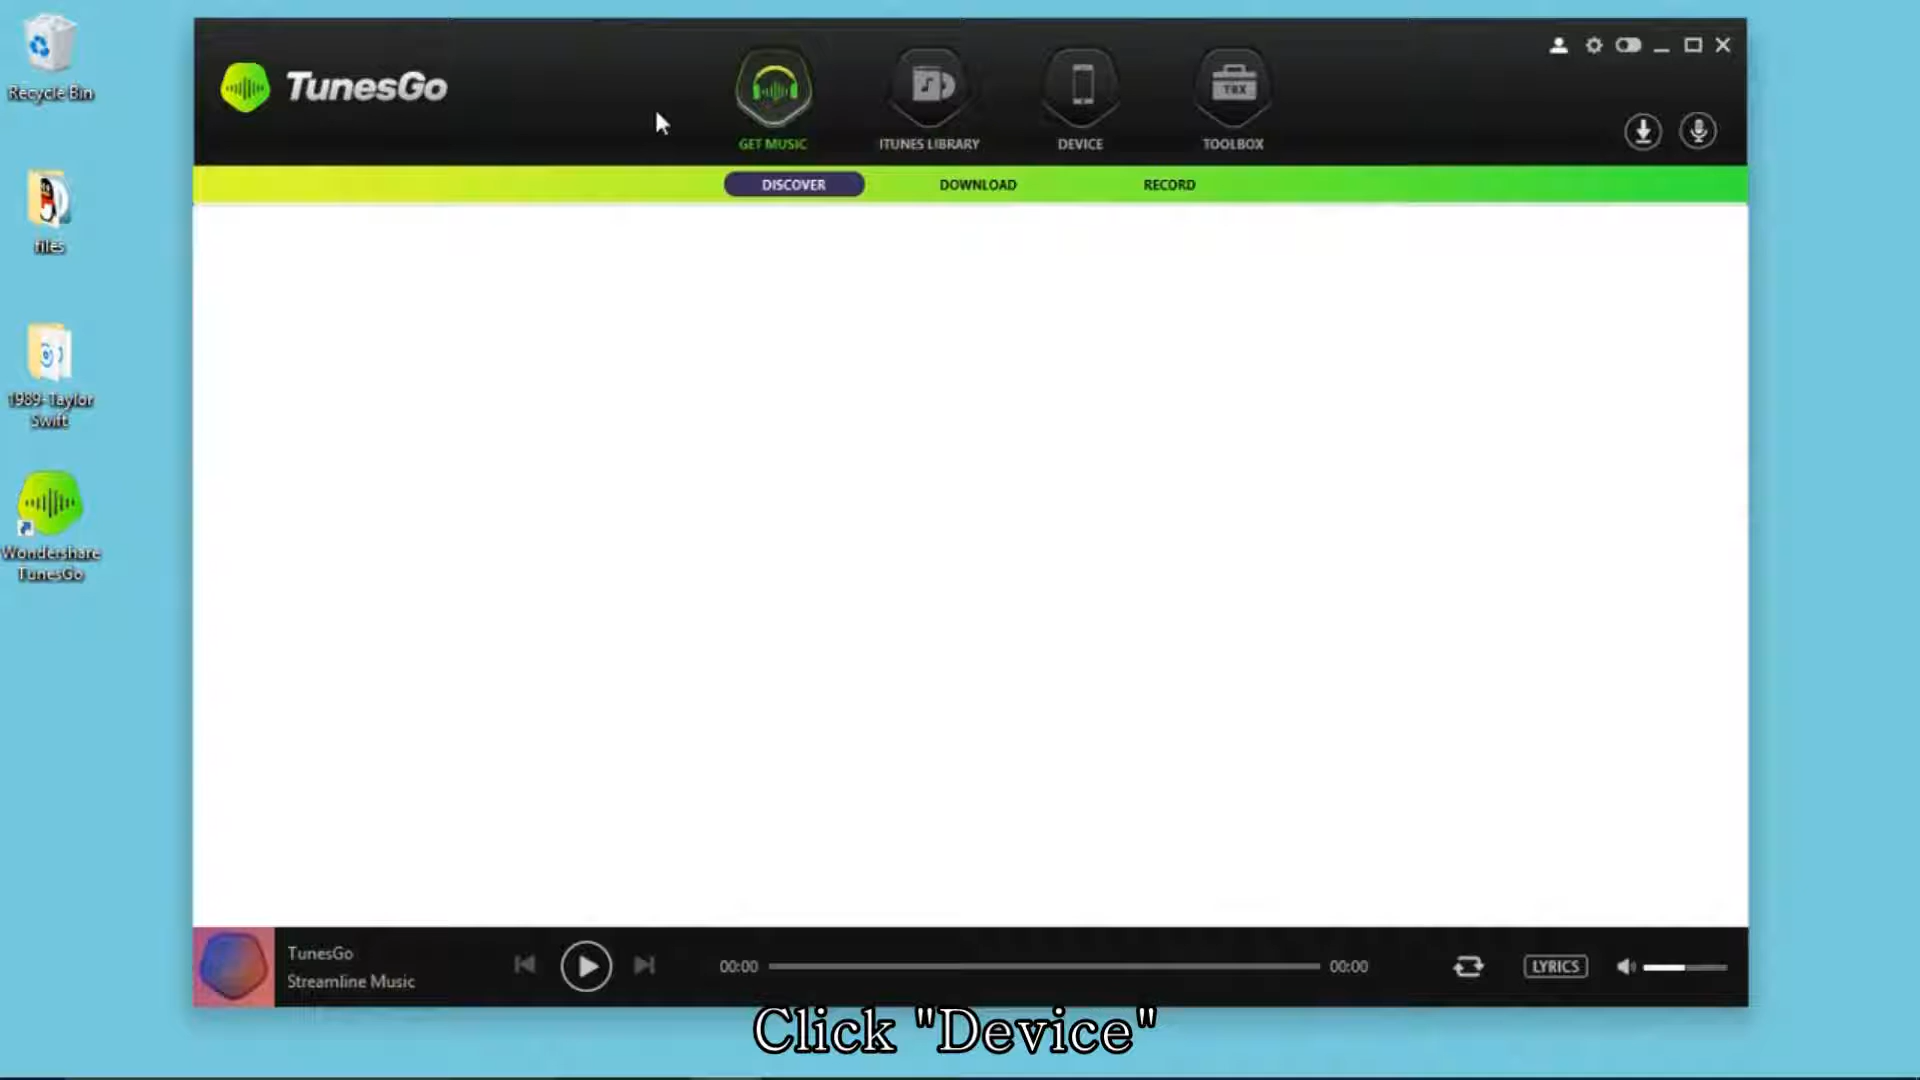 Recycle Bin
files
1989-Taylor
Swift
Wondershare
TunesGo
TunesGo
GET MUSIC
ITUNES LIBRARY
DEVICE
TBX
TOOLBOX
DISCOVER
DOWNLOAD
RECORD
TunesGo
Streamline Music
00:00
00:00
LYRICS
Click "Device"